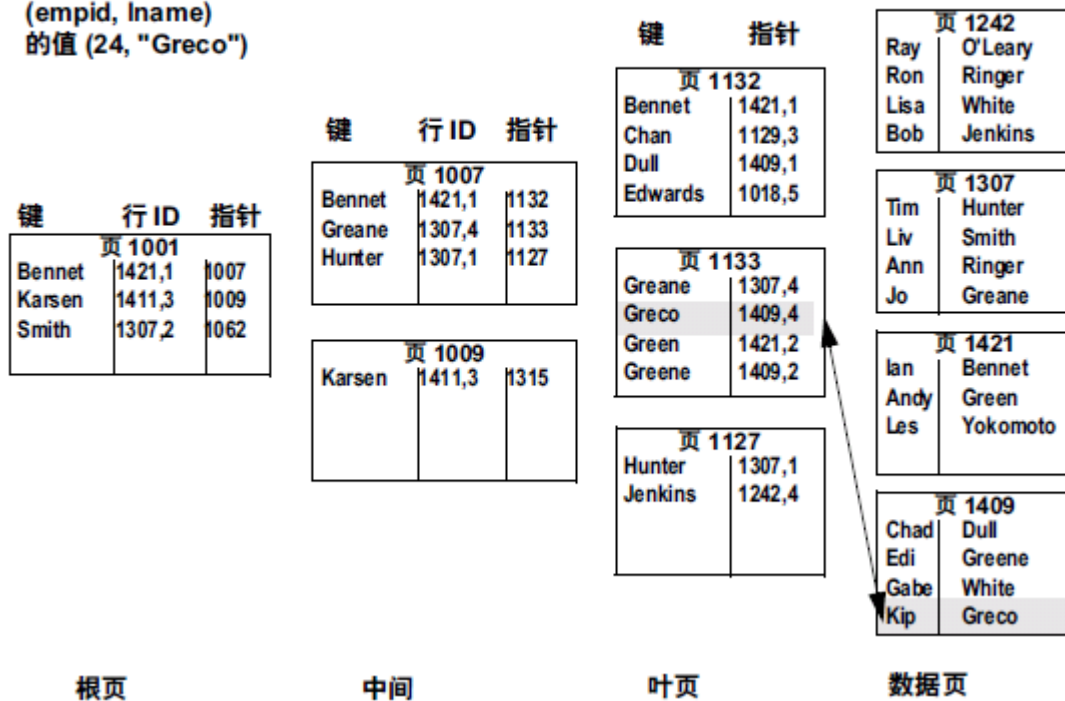 (empid, lname)
的值 (24, "Greco")
键 行 ID 指针
页 1001
Bennet 1421,1 1007
Karsen 1411,3 1009
Smith 1307,2 1062
根页
键 行 ID 指针
页 1007
Bennet 1421,1 1132
Greane 1307,4 1133
Hunter 1307,1 1127
页 1009
Karsen 1411,3 1315
中间
键 指针
页 1132
Bennet 1421,1
Chan 1129,3
Dull 1409,1
Edwards 1018,5
页 1133
Greane 1307,4
Greco 1409,4
Green 1421,2
Greene 1409,2
页 1127
Hunter 1307,1
Jenkins 1242,4
叶页
页 1242
Ray O'Leary
Ron Ringer
Lisa White
Bob Jenkins
页 1307
Tim Hunter
Liv Smith
Ann Ringer
Jo Greane
页 1421
Ian Bennet
Andy Green
Les Yokomoto
页 1409
Chad Dull
Edi Greene
Gabe White
Kip Greco
数据页